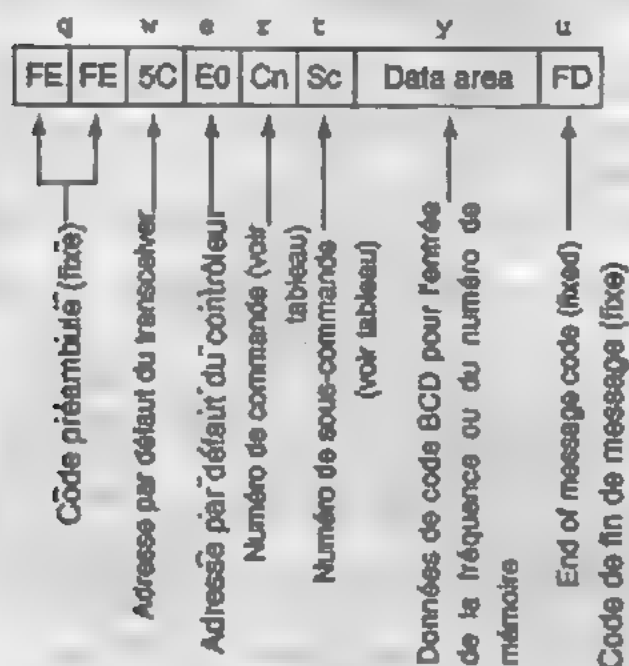 q w e r t y u
FE FE 5C E0 Cn Sc Data area FD
Code préambule (fixe)
Adresse par défaut du transceiver
Adresse par défaut du contrôleur
Numéro de commande (voir
tableau)
Numéro de sous-commande
(voir tableau)
Données de code BCD pour l'entrée
de la fréquence ou du numéro de
mémoire
End of message code (fixed)
Code de fin de message (fixe)